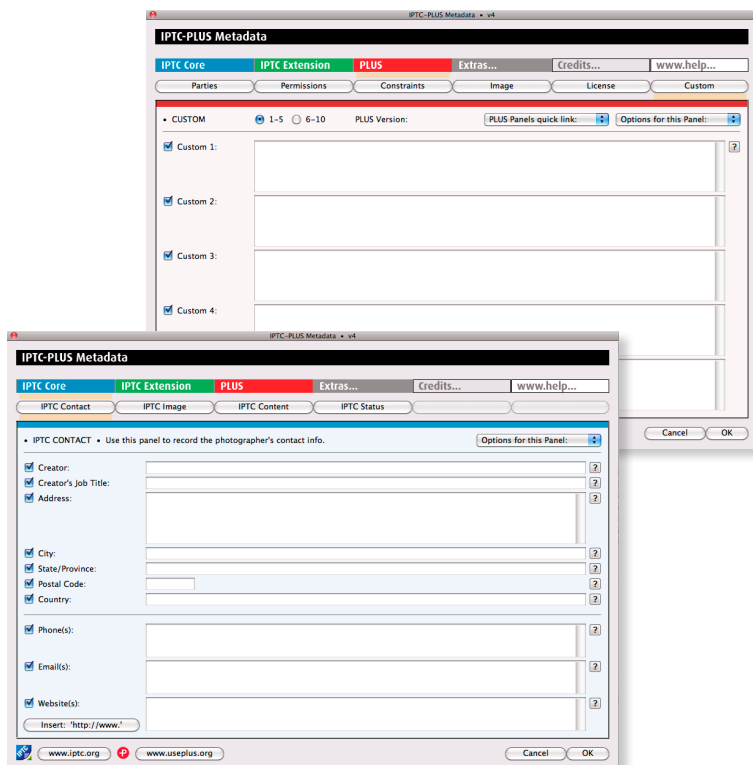 IPTC-PLUS Metadata • v4
IPTC-PLUS Metadata
IPTC Core IPTC Extension PLUS Extras... Credits... www.help...
Parties Permissions Constraints Image License Custom
• CUSTOM 1-5 6-10 PLUS Version: PLUS Panels quick link: Options for this Panel:
Custom 1: ?
Custom 2:
Custom 3:
Custom 4:
Cancel OK
IPTC-PLUS Metadata • v4
IPTC-PLUS Metadata
IPTC Core IPTC Extension PLUS Extras... Credits... www.help...
IPTC Contact IPTC Image IPTC Content IPTC Status
• IPTC CONTACT • Use this panel to record the photographer's contact info. Options for this Panel:
Creator: ?
Creator's Job Title: ?
Address: ?
City: ?
State/Province: ?
Postal Code: ?
Country: ?
Phone(s): ?
Email(s): ?
Website(s): ?
Insert: 'http://www.'
IPTC www.iptc.org P www.useplus.org Cancel OK